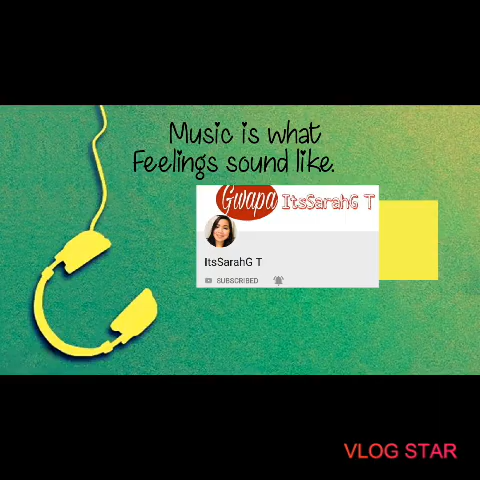 Music is what
Feelings sound like.
Gwapa ItsSarahG T
ItsSarahG T
SUBSCRIBED
VLOG STAR